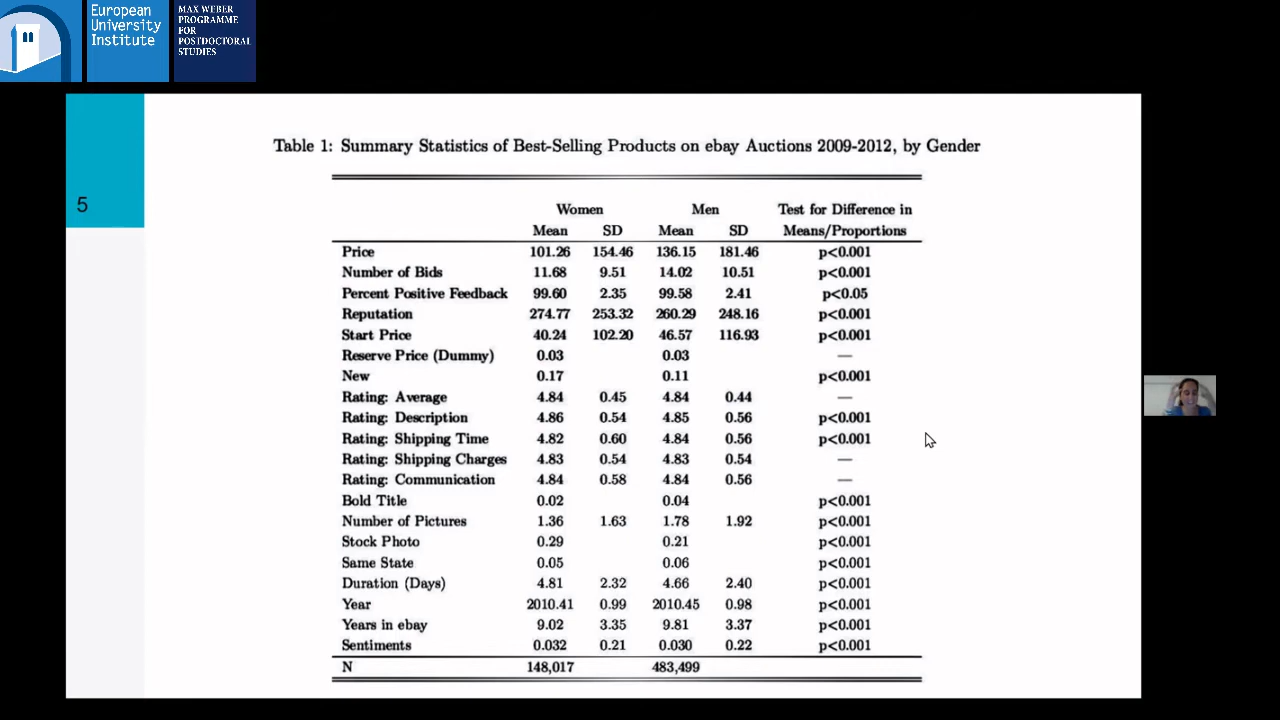 European
University
Institute
MAX WEBER
PROGRAMME
FOR
POSTDOCTORAL
STUDIES
5
Table 1: Summary Statistics of Best-Selling Products on ebay Auctions 2009-2012, by Gender
Women Men Test for Difference in
Mean SD Mean SD Means/Proportions
Price 101.26 154.46 136.15 181.46 p<0.001
Number of Bids 11.68 9.51 14.02 10.51 p<0.001
Percent Positive Feedback 99.60 2.35 99.58 2.41 p<0.05
Reputation 274.77 253.32 260.29 248.16 p<0.001
Start Price 40.24 102.20 46.57 116.93 p<0.001
Reserve Price (Dummy) 0.03 0.03 —
New 0.17 0.11 p<0.001
Rating: Average 4.84 0.45 4.84 0.44 —
Rating: Description 4.86 0.54 4.85 0.56 p<0.001
Rating: Shipping Time 4.82 0.60 4.84 0.56 p<0.001
Rating: Shipping Charges 4.83 0.54 4.83 0.54 —
Rating: Communication 4.84 0.58 4.84 0.56 —
Bold Title 0.02 0.04 p<0.001
Number of Pictures 1.36 1.63 1.78 1.92 p<0.001
Stock Photo 0.29 0.21 p<0.001
Same State 0.05 0.06 p<0.001
Duration (Days) 4.81 2.32 4.66 2.40 p<0.001
Year 2010.41 0.99 2010.45 0.98 p<0.001
Years in ebay 9.02 3.35 9.81 3.37 p<0.001
Sentiments 0.032 0.21 0.030 0.22 p<0.001
N 148,017 483,499